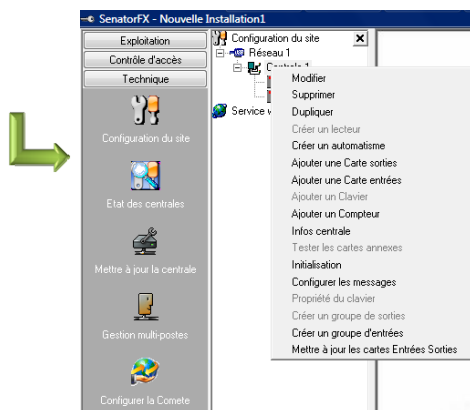 SenatorFX - Nouvelle Installation1
Exploitation
Contrôle d'accès
Technique
Configuration du site
Etat des centrales
Mettre à jour la centrale
Gestion multi-postes
Configurer la Comete
Configuration du site
Réseau 1
Centrale 1
Service w
Modifier
Supprimer
Dupliquer
Créer un lecteur
Créer un automatisme
Ajouter une Carte sorties
Ajouter une Carte entrées
Ajouter un Clavier
Ajouter un Compteur
Infos centrale
Tester les cartes annexes
Initialisation
Configurer les messages
Propriété du clavier
Créer un groupe de sorties
Créer un groupe d'entrées
Mettre à jour les cartes Entrées Sorties